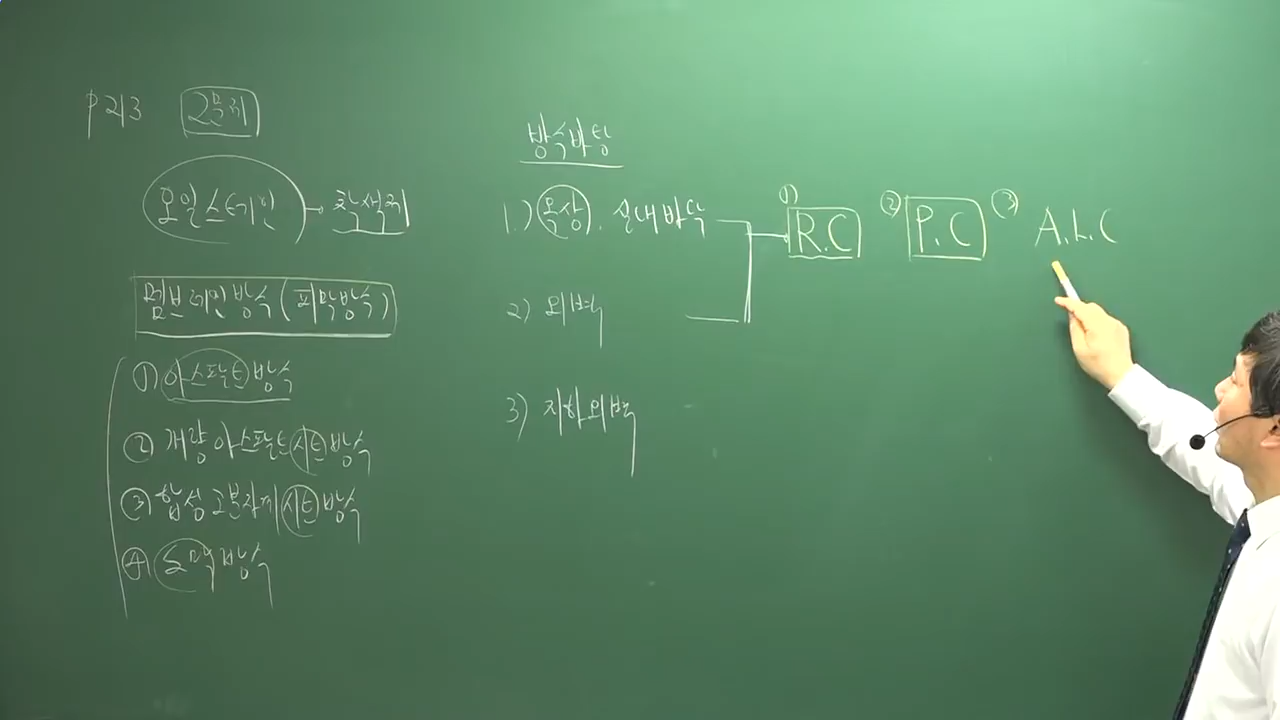 P213 2문제
오일스테인 → 착색제
멤브레인 방수 (피막방수)
① 아스팔트 방수
② 개량 아스팔트 시트 방수
③ 합성고분자계 시트 방수
④ 도막 방수
방수바탕
1.) 옥상, 실내바닥
2) 외벽
3) 지하외벽
① R.C ② P.C ③ A.L.C